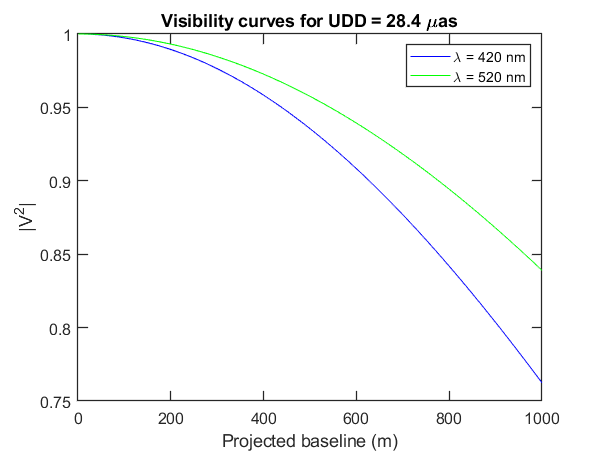 Visibility curves for UDD = 28.4 μas
λ = 420 nm
λ = 520 nm
1
0.95
0.9
0.85
0.8
0.75
|V²|
0 200 400 600 800 1000
Projected baseline (m)